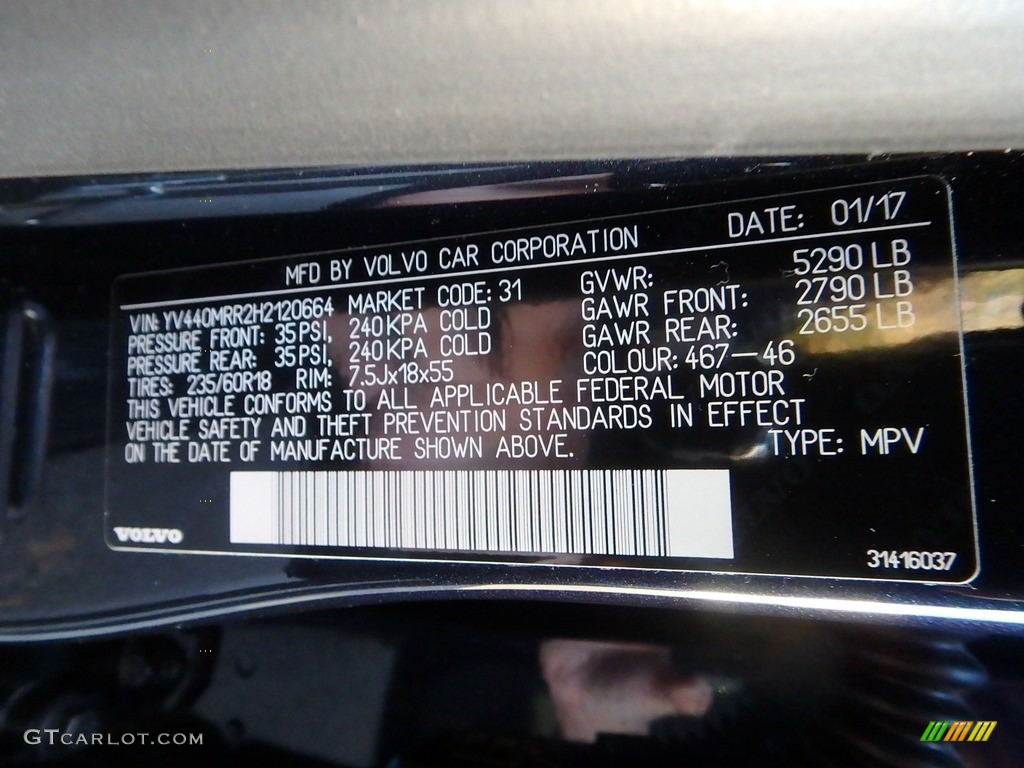 MFD BY VOLVO CAR CORPORATION DATE: 01/17
VIN: YV440MRR2H2120664 MARKET CODE: 31 GVWR: 5290 LB
PRESSURE FRONT: 35 PSI, 240 KPA COLD GAWR FRONT: 2790 LB
PRESSURE REAR: 35 PSI, 240 KPA COLD GAWR REAR: 2655 LB
TIRES: 235/60R18 RIM: 7.5Jx18x55 COLOUR: 467-46
THIS VEHICLE CONFORMS TO ALL APPLICABLE FEDERAL MOTOR
VEHICLE SAFETY AND THEFT PREVENTION STANDARDS IN EFFECT
ON THE DATE OF MANUFACTURE SHOWN ABOVE. TYPE: MPV
VOLVO
31416037
GTCARLOT.COM